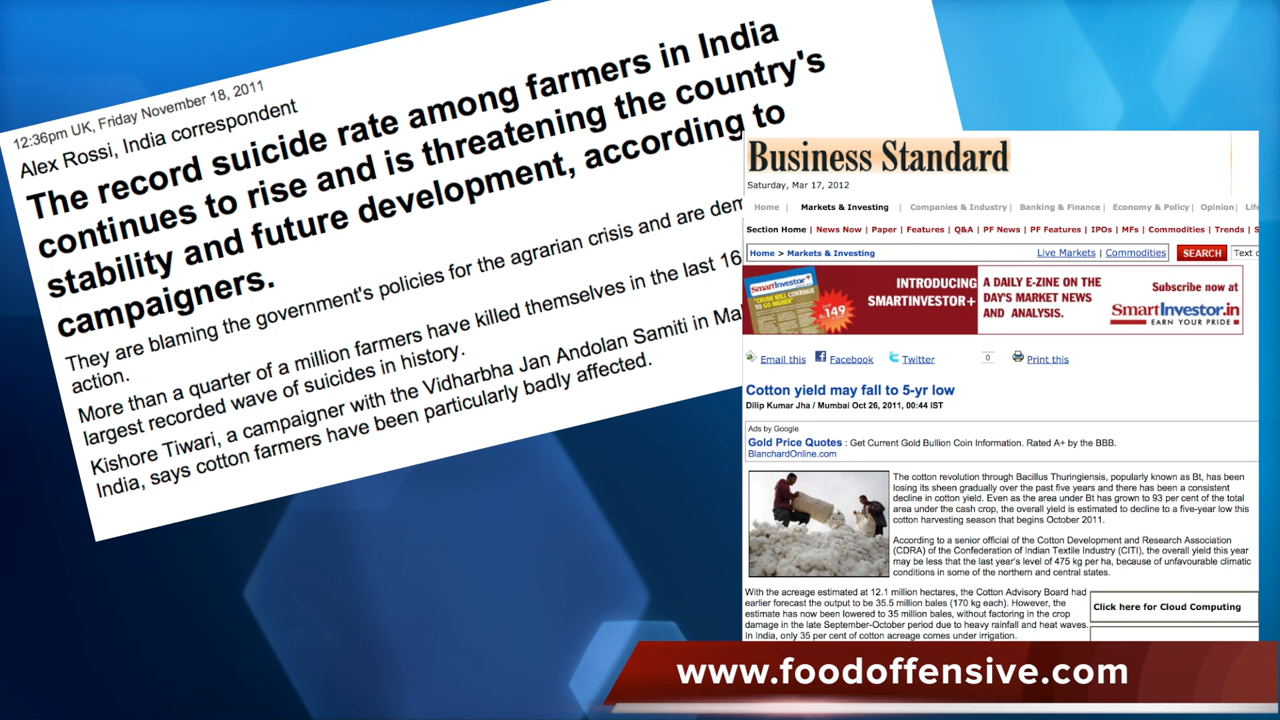 12:36pm UK, Friday November 18, 2011
Alex Rossi, India correspondent
The record suicide rate among farmers in India
continues to rise and is threatening the country's
stability and future development, according to
campaigners.
They are blaming the government's policies for the agrarian crisis and are
action.
More than a quarter of a million farmers have killed themselves in the last 16
largest recorded wave of suicides in history.
Kishore Tiwari, a campaigner with the Vidharbha Jan Andolan Samiti in
India, says cotton farmers have been particularly badly affected.
Business Standard
Saturday, Mar 17, 2012
Home | Markets & Investing | Companies & Industry | Banking & Finance | Economy & Policy | Opinion |
Section Home | News Now | Paper | Features | Q&A | PF News | PF Features | IPOs | MFs | Commodities | Trends |
Home > Markets & Investing Live Markets | Commodities SEARCH Text
SmartInvestor
"CRUDE WILL CONTINUE
TO GO HIGHER"
Just 149
INTRODUCING
SMARTINVESTOR+
A DAILY E-ZINE ON THE
DAY'S MARKET NEWS
AND ANALYSIS.
Subscribe now at
SmartInvestor.in
EARN YOUR PRIDE
Email this Facebook Twitter 0 Print this
Cotton yield may fall to 5-yr low
Dilip Kumar Jha / Mumbai Oct 26, 2011, 00:44 IST
Ads by Google
Gold Price Quotes : Get Current Gold Bullion Coin Information. Rated A+ by the BBB.
BlanchardOnline.com
The cotton revolution through Bacillus Thuringiensis, popularly known as Bt, has been
losing its sheen gradually over the past five years and there has been a consistent
decline in cotton yield. Even as the area under Bt has grown to 93 per cent of the total
area under the cash crop, the overall yield is estimated to decline to a five-year low this
cotton harvesting season that begins October 2011.
According to a senior official of the Cotton Development and Research Association
(CDRA) of the Confederation of Indian Textile Industry (CITI), the overall yield this year
may be less that the last year's level of 475 kg per ha, because of unfavourable climatic
conditions in some of the northern and central states.
With the acreage estimated at 12.1 million hectares, the Cotton Advisory Board had
earlier forecast the output to be 35.5 million bales (170 kg each). However, the
estimate has now been lowered to 35 million bales, without factoring in the crop
damage in the late September-October period due to heavy rainfall and heat waves.
In India, only 35 per cent of cotton acreage comes under irrigation.
Click here for Cloud Computing
www.foodoffensive.com